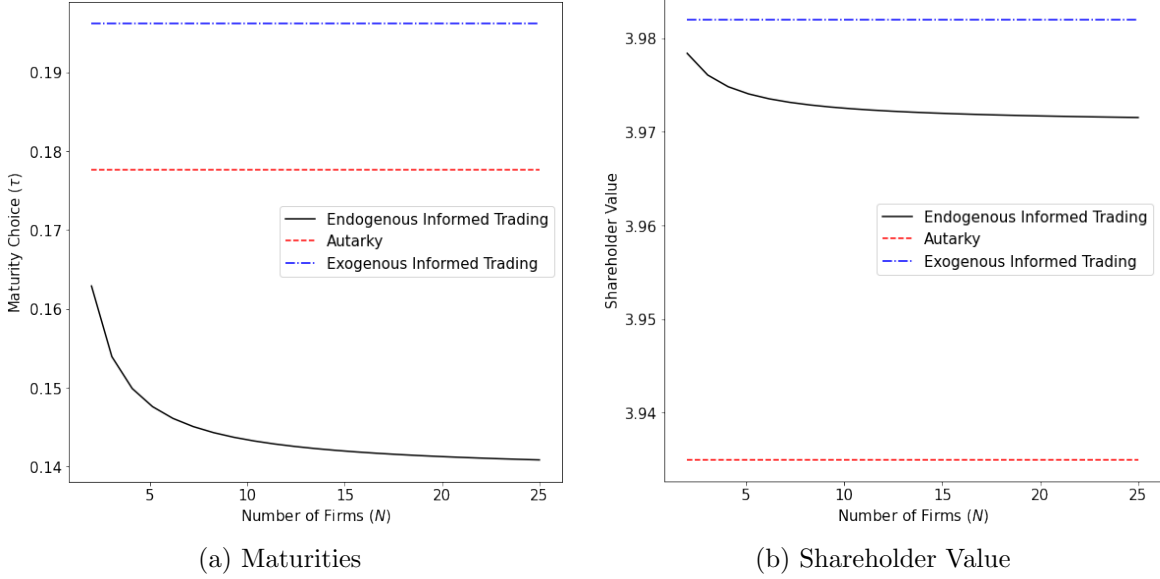 0.19
0.18
0.17
0.16
0.15
0.14
Maturity Choice (τ)
Endogenous Informed Trading
Autarky
Exogenous Informed Trading
5
10
15
20
25
Number of Firms (N)
(a) Maturities
3.98
3.97
3.96
3.95
3.94
Shareholder Value
Endogenous Informed Trading
Autarky
Exogenous Informed Trading
5
10
15
20
25
Number of Firms (N)
(b) Shareholder Value